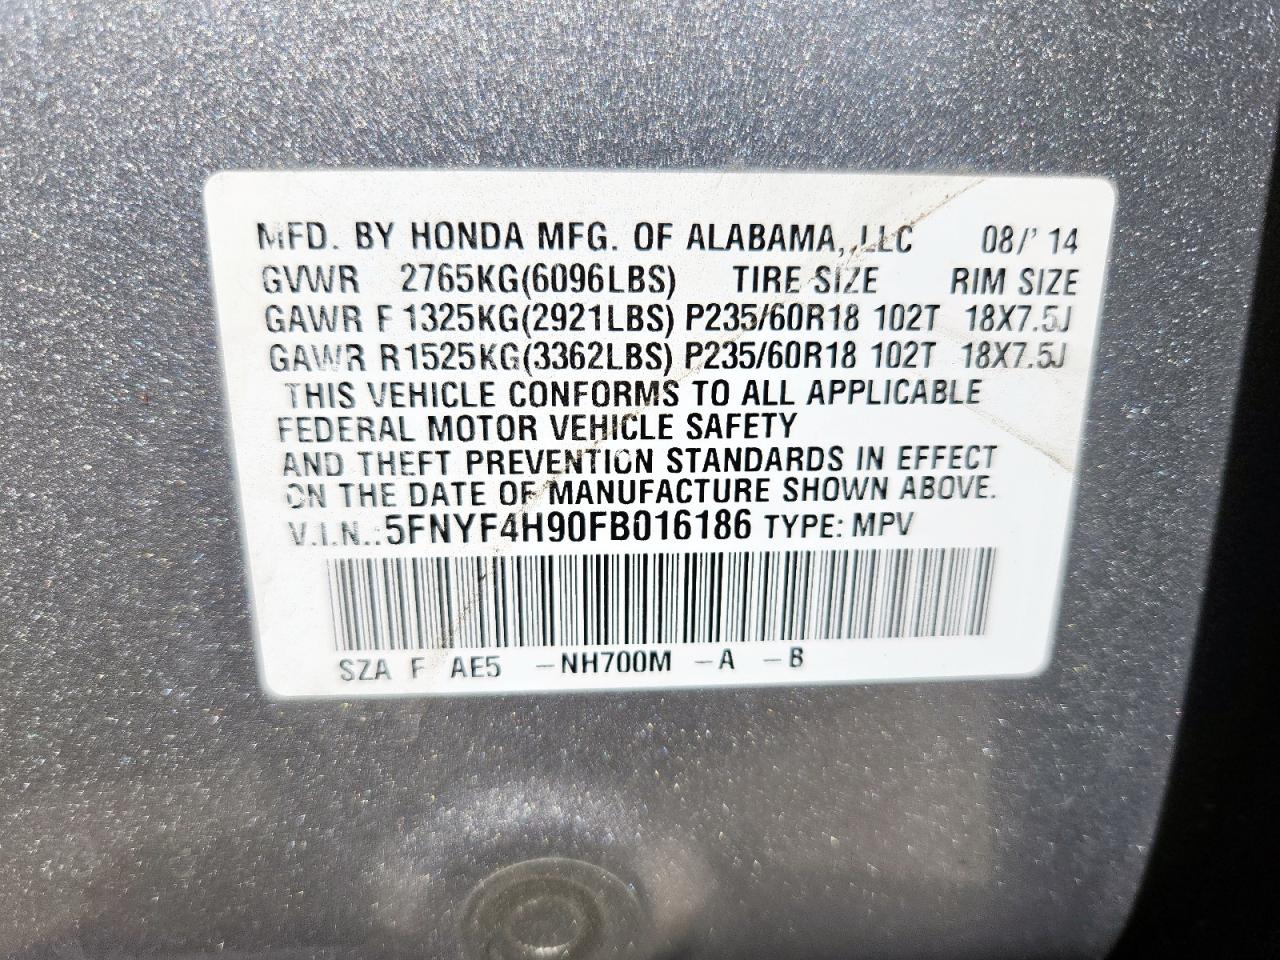 MFD. BY HONDA MFG. OF ALABAMA, LLC 08/' 14
GVWR 2765KG(6096LBS) TIRE SIZE RIM SIZE
GAWR F 1325KG(2921LBS) P235/60R18 102T 18X7.5J
GAWR R1525KG(3362LBS) P235/60R18 102T 18X7.5J
THIS VEHICLE CONFORMS TO ALL APPLICABLE
FEDERAL MOTOR VEHICLE SAFETY
AND THEFT PREVENTION STANDARDS IN EFFECT
ON THE DATE OF MANUFACTURE SHOWN ABOVE.
V.I.N.:5FNYF4H90FB016186 TYPE: MPV
SZA F AE5 -NH700M -A -B